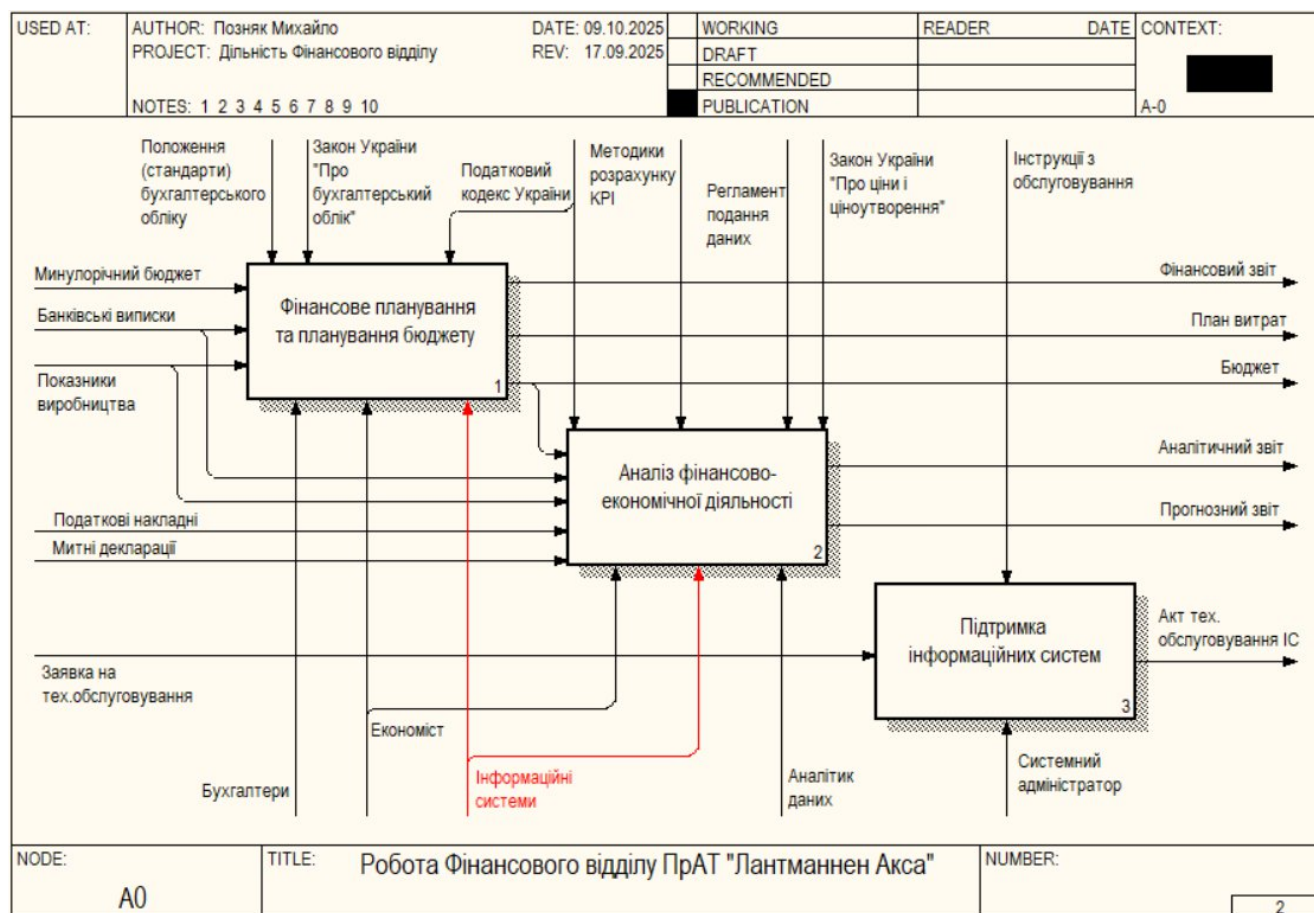 USED AT:
AUTHOR: Позняк Михайло
DATE: 09.10.2025
PROJECT: Дільність Фінансового відділу
REV: 17.09.2025
NOTES: 1 2 3 4 5 6 7 8 9 10
WORKING
DRAFT
RECOMMENDED
PUBLICATION
READER
DATE
CONTEXT:
A-0
Положення
(стандарти)
бухгалтерського
обліку
Закон України
"Про
бухгалтерський
облік"
Податковий
кодекс України
Методики
розрахунку
KPI
Регламент
подання
даних
Закон України
"Про ціни і
ціноутворення"
Інструкції з
обслуговування
Минулорічний бюджет
Банківські виписки
Показники
виробництва
Фінансове планування
та планування бюджету
1
Фінансовий звіт
План витрат
Бюджет
Податкові накладні
Митні декларації
Аналіз фінансово-
економічної діяльності
2
Аналітичний звіт
Прогнозний звіт
Заявка на
тех.обслуговування
Підтримка
інформаційних систем
3
Акт тех.
обслуговування ІС
Бухгалтери
Економіст
Інформаційні
системи
Аналітик
даних
Системний
адміністратор
NODE:
A0
TITLE:
Робота Фінансового відділу ПрАТ "Лантманнен Акса"
NUMBER:
2